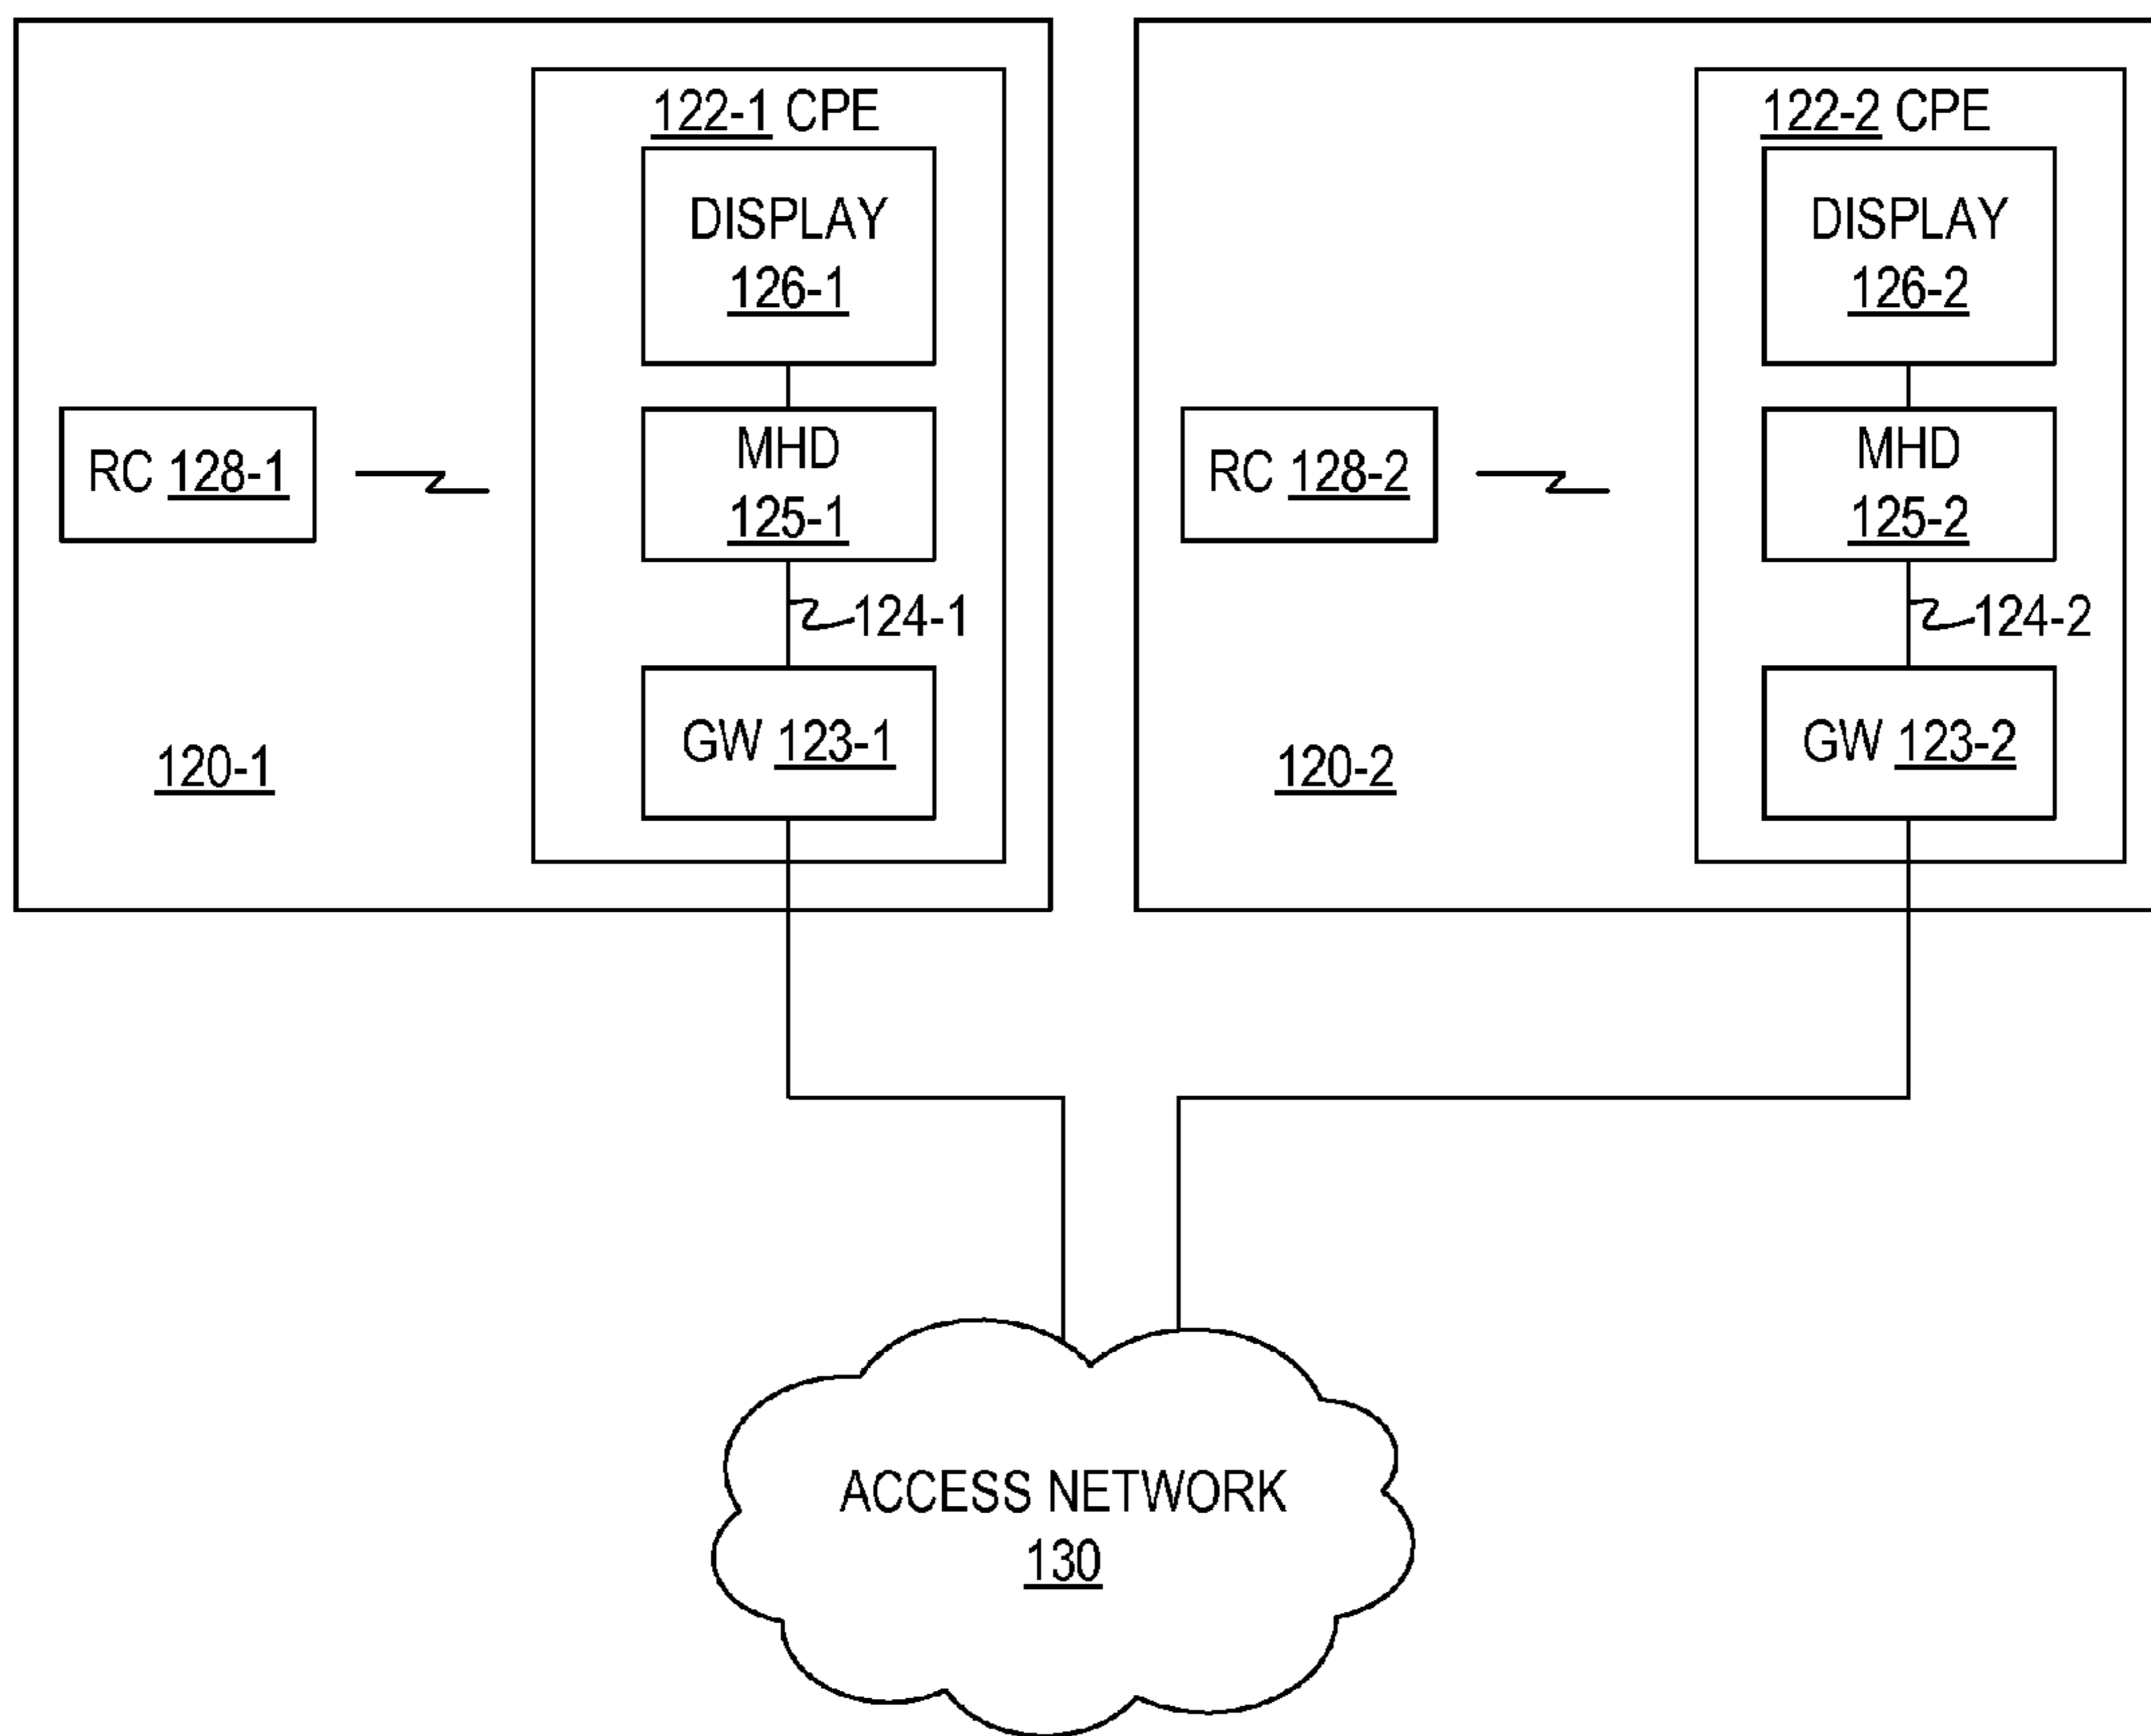 122-1 CPE
DISPLAY
126-1
RC 128-1
MHD
125-1
124-1
GW 123-1
120-1
122-2 CPE
DISPLAY
126-2
RC 128-2
MHD
125-2
124-2
GW 123-2
120-2
ACCESS NETWORK
130